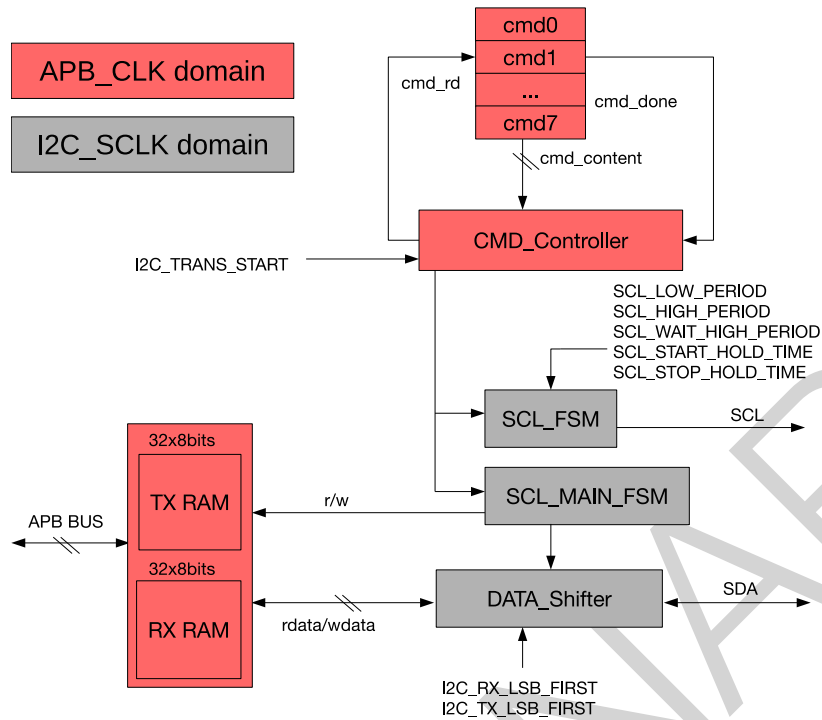 APB_CLK domain
I2C_SCLK domain
cmd0
cmd1
...
cmd7
cmd_rd
cmd_done
cmd_content
CMD_Controller
I2C_TRANS_START
SCL_LOW_PERIOD
SCL_HIGH_PERIOD
SCL_WAIT_HIGH_PERIOD
SCL_START_HOLD_TIME
SCL_STOP_HOLD_TIME
SCL_FSM
SCL
32x8bits
TX RAM
r/w
SCL_MAIN_FSM
APB BUS
32x8bits
RX RAM
rdata/wdata
DATA_Shifter
SDA
I2C_RX_LSB_FIRST
I2C_TX_LSB_FIRST